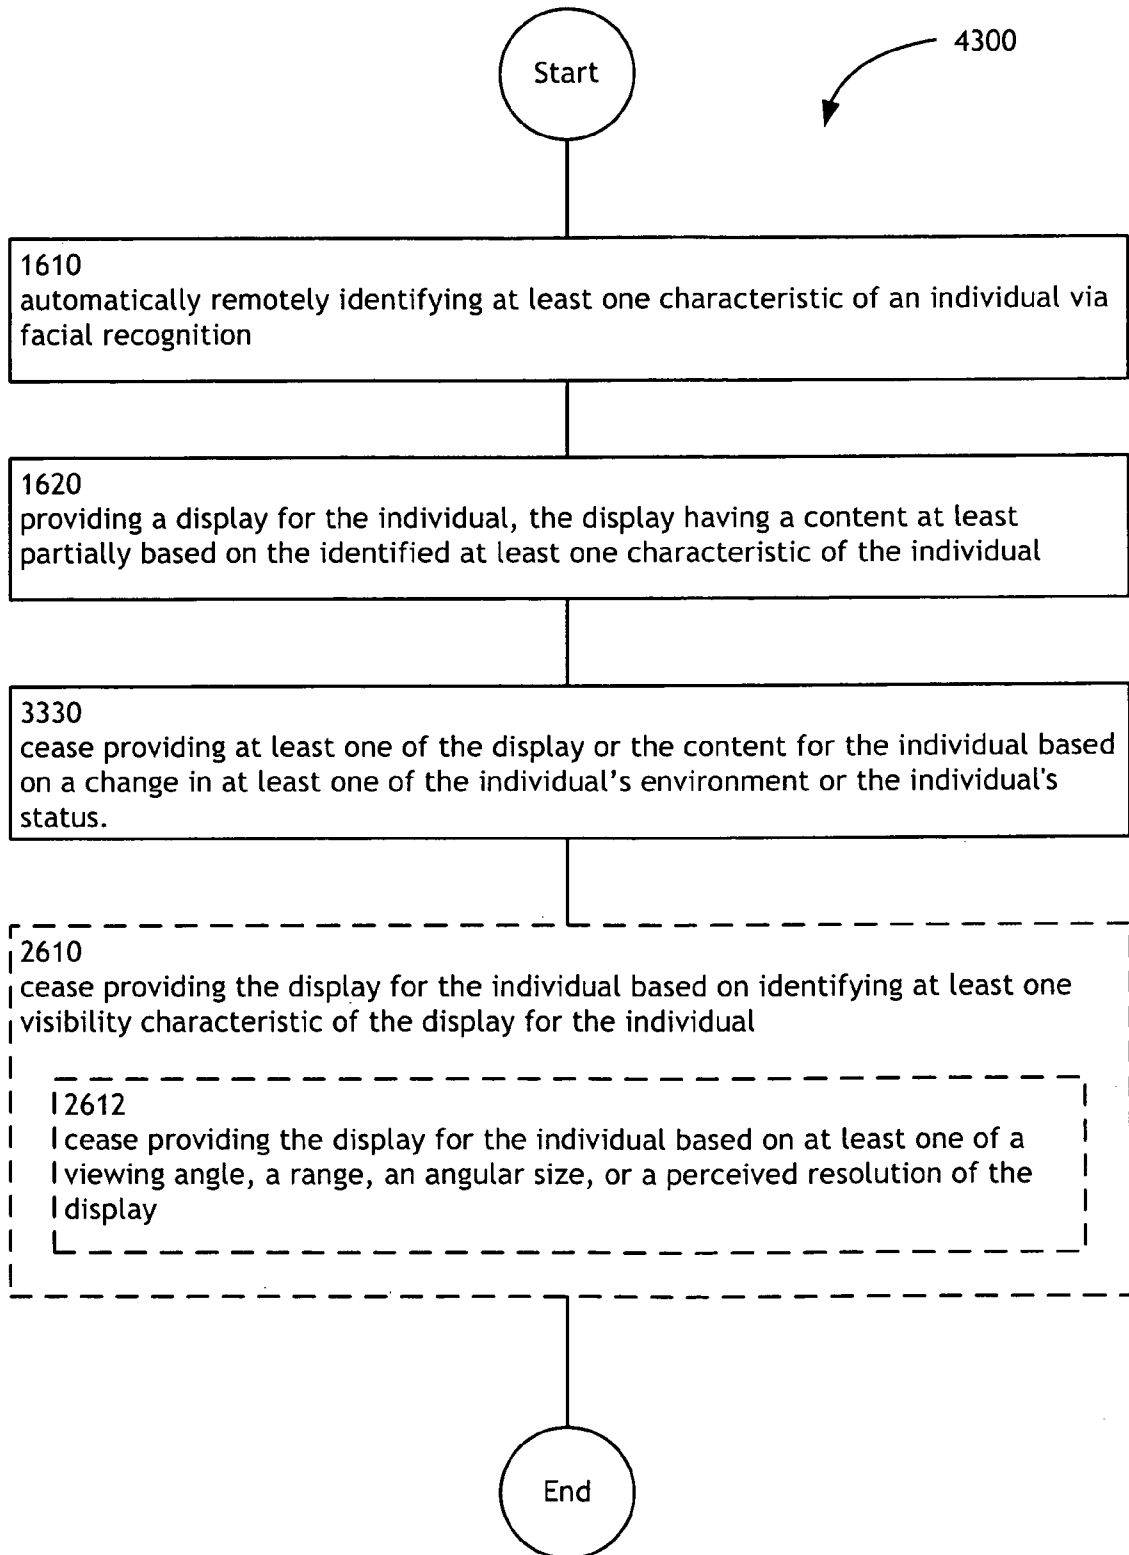 Start
4300
1610
automatically remotely identifying at least one characteristic of an individual via
facial recognition
1620
providing a display for the individual, the display having a content at least
partially based on the identified at least one characteristic of the individual
3330
cease providing at least one of the display or the content for the individual based
on a change in at least one of the individual's environment or the individual's
status.
2610
cease providing the display for the individual based on identifying at least one
visibility characteristic of the display for the individual
2612
cease providing the display for the individual based on at least one of a
viewing angle, a range, an angular size, or a perceived resolution of the
display
End